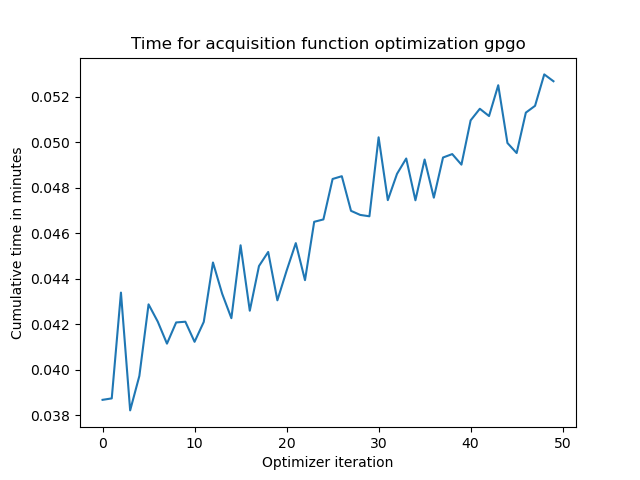 Time for acquisition function optimization gpgo
Cumulative time in minutes
0.052
0.050
0.048
0.046
0.044
0.042
0.040
0.038
0 10 20 30 40 50
Optimizer iteration